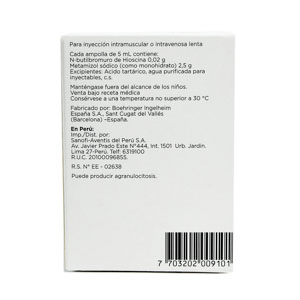 Para inyección intramuscular o intravenosa lenta
Cada ampolla de 5 mL contiene:
N-butilbromuro de Hioscina 0,02 g
Metamizol sódico (como monohidrato) 2,5 g
Excipientes: Acido tartárico, agua purificada para
inyectables, c.s.
Manténgase fuera del alcance de los niños.
Venta bajo receta médica
Consérvese a una temperatura no superior a 30 °C
Fabricado por: Boehringer Ingelheim
España S.A., Sant Cugat del Vallés
(Barcelona) –España.
En Perú:
Imp./Dist. por:
Sanofi-Aventis del Perú S.A.
Av. Javier Prado Este N°444, Int. 1501 Urb. Jardin.
Lima 27-Perú. Telf: 6319100
R.U.C. 20100096855.
R.S. N° EE - 02638
Puede producir agranulocitosis.
7 703202 009101